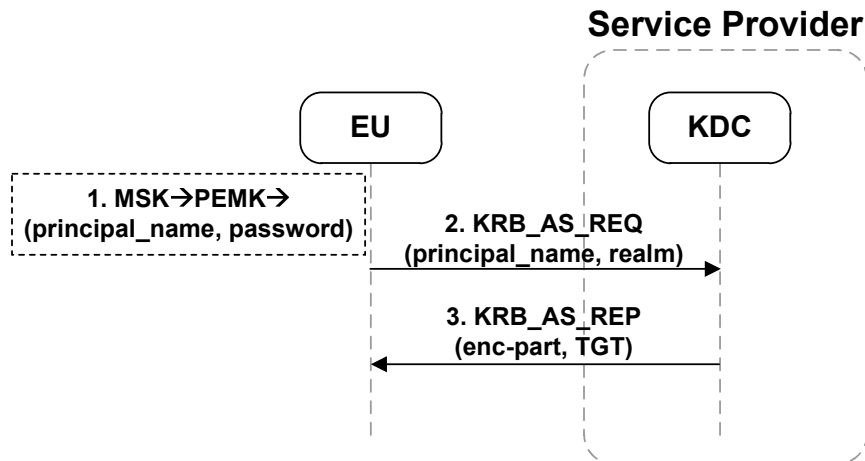 Service Provider
EU
KDC
1. MSK→PEMK→
(principal_name, password)
2. KRB_AS_REQ
(principal_name, realm)
3. KRB_AS_REP
(enc-part, TGT)